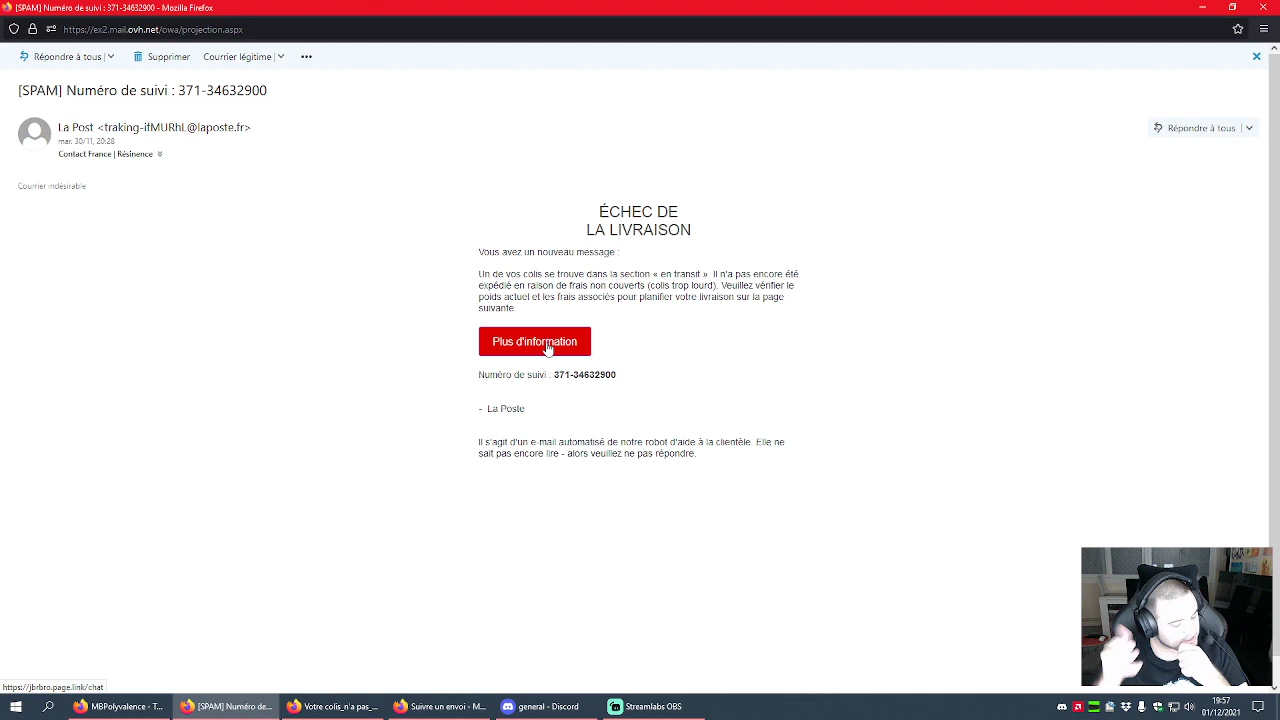 [SPAM] Numéro de suivi : 371-34632900 - Mozilla Firefox
https://ex2.mail.ovh.net/owa/projection.aspx
Répondre à tous
Supprimer
Courrier légitime
[SPAM] Numéro de suivi : 371-34632900
La Post <traking-ifMURhL@laposte.fr>
mar. 30/11, 20:28
Contact France | Résinence
Répondre à tous
Courrier indésirable
ÉCHEC DE
LA LIVRAISON
Vous avez un nouveau message :
Un de vos colis se trouve dans la section « en transit ». Il n'a pas encore été
expédié en raison de frais non couverts (colis trop lourd). Veuillez vérifier le
poids actuel et les frais associés pour planifier votre livraison sur la page
suivante.
Plus d'information
Numéro de suivi : 371-34632900
- La Poste
Il s'agit d'un e-mail automatisé de notre robot d'aide à la clientèle. Elle ne
sait pas encore lire - alors veuillez ne pas répondre.
https://jbrbro.page.link/chat
MBPolyvalence - T...
[SPAM] Numéro de...
Votre colis_n'a pas_...
Suivre un envoi - M...
general - Discord
Streamlabs OBS
19:57
01/12/2021